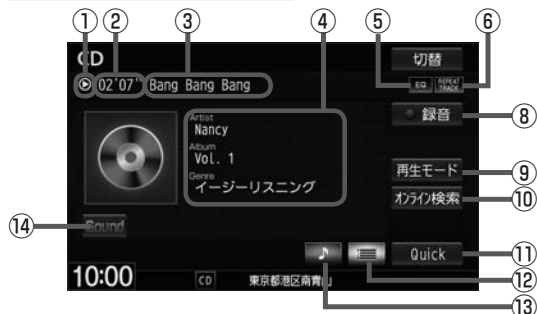 ① ② ③ ④ ⑤ ⑥
CD
切替
02'07" Bang Bang Bang
EQ REPEAT TRACK
録音 ⑧
Artist
Nancy
Album
Vol. 1
Genre
イージーリスニング
再生モード ⑨
オンライン検索 ⑩
⑭ Sound
Quick ⑪
⑫
⑬
10:00 CD 東京都港区南青山